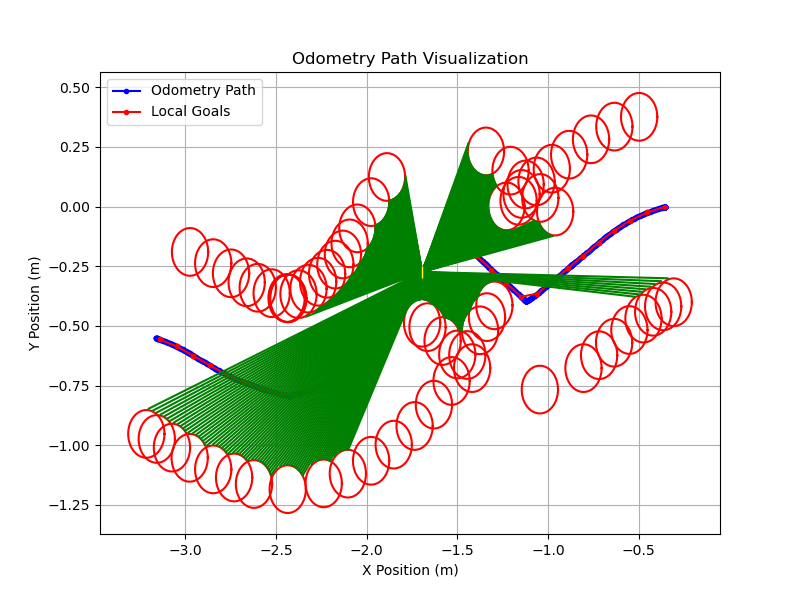 Odometry Path Visualization
Odometry Path
Local Goals
Y Position (m)
0.50
0.25
0.00
−0.25
−0.50
−0.75
−1.00
−1.25
−3.0 −2.5 −2.0 −1.5 −1.0 −0.5
X Position (m)